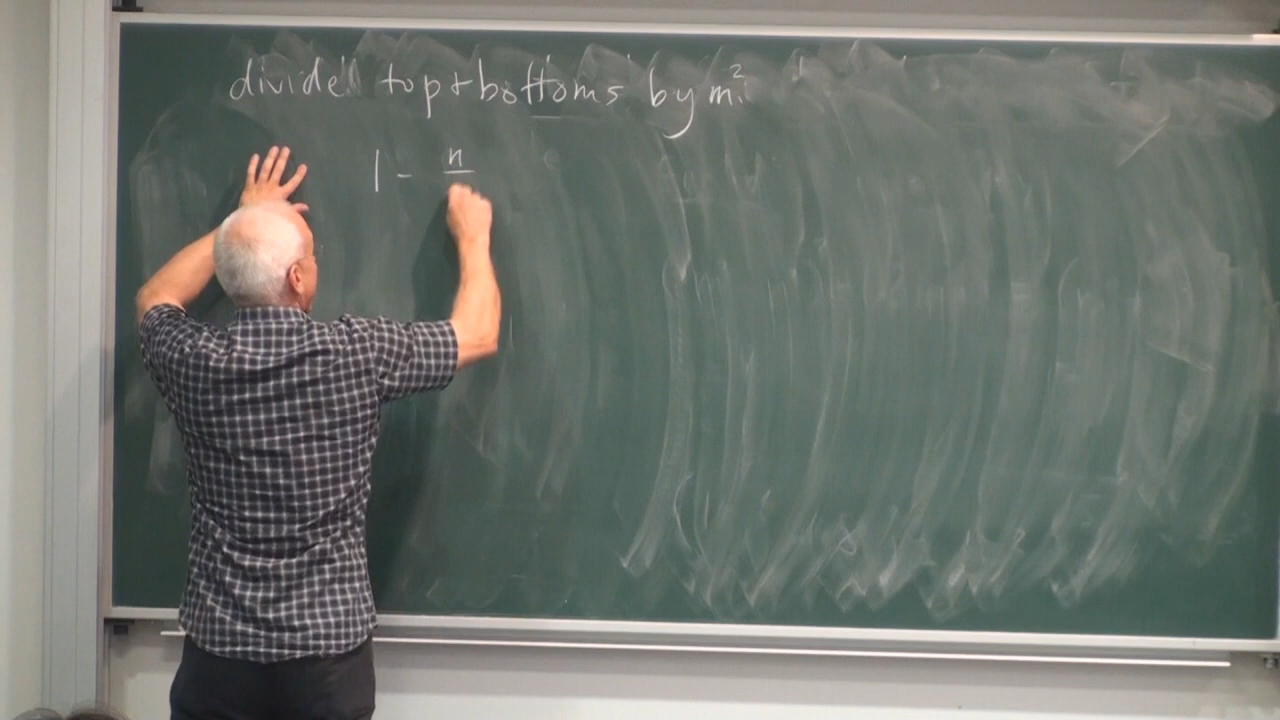 divide top + bottoms by m²:
1 - n